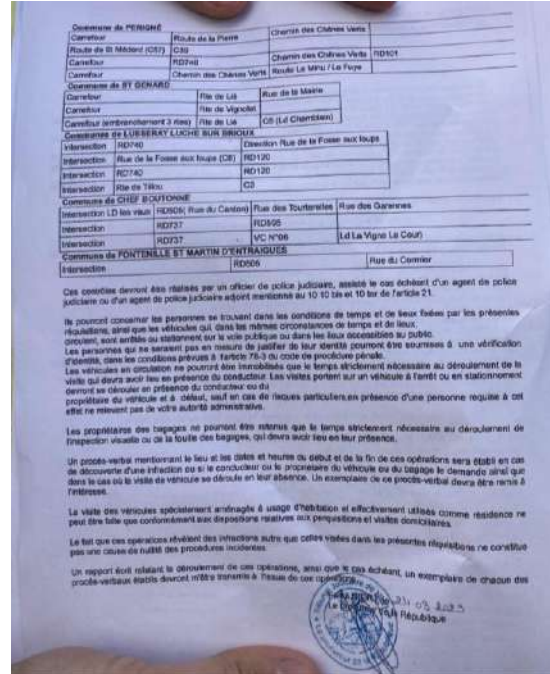 Commune de PERIGNÉ
Carrefour Route de la Pierre Chemin des Chênes Verts
Route de St Médard (C57) C39
Carrefour RD740 Chemin des Chênes Verts RD101
Carrefour Chemin des Chênes Verts Route Le / La Foye
Commune de ST GENARD
Carrefour Rte de Lié Rue de la Mairie
Carrefour Rte de Vignolet
Carrefour (embranchement 3 rtes) Rte de Lié C6 (Ld Chemblein)
Communes de LUSSERAY LUCHE SUR BRIOUX
Intersection RD740 Direction Rue de la Fosse aux loups
Intersection Rue de la Fosse aux loups (C8) RD120
Intersection RD740 RD120
Intersection Rte de Tillou C3
Commune de CHEF BOUTONNE
Intersection LD les vaux RD506( Rue du Canton) Rue des Tourterelles Rue des Garennes
Intersection RD737 RD505
Intersection RD737 VC N°06 Ld La Vigne La Cour\
Commune de FONTENILLE ST MARTIN D'ENTRAIGUES
Intersection RD506 Rue du Cormier
Ces contrôles devront être réalisés par un officier de police judiciaire, assisté le cas échéant d'un agent de police
judiciaire ou d'un agent de police judiciaire adjoint mentionné au 10 10 bis et 10 ter de l'article 21.
Ils pourront concerner les personnes se trouvant dans les conditions de temps et de lieux fixées par les présentes
réquisitions, ainsi que les véhicules qui, dans les mêmes circonstances de temps et de lieux,
circulent, sont arrêtés ou stationnent sur la voie publique ou dans les lieux accessibles au public.
Les personnes qui ne seraient pas en mesure de justifier de leur identité pourront être soumises à une vérification
d'identité, dans les conditions prévues à l'article 78-3 du code de procédure pénale.
Les véhicules en circulation ne pourront être immobilisés que le temps strictement nécessaire au déroulement de la
visite qui devra avoir lieu en présence du conducteur. Les visites portant sur un véhicule à l'arrêt ou en stationnement
devront se dérouler en présence du conducteur ou du
propriétaire du véhicule et à défaut, sauf en cas de risques particuliers,en présence d'une personne requise à cet
effet ne relevant pas de votre autorité administrative.
Les propriétaires des bagages ne pourront être retenus que le temps strictement nécessaire au déroulement de
l'inspection visuelle ou de la fouille des bagages, qui devra avoir lieu en leur présence.
Un procès-verbal mentionnant le lieu et les dates et heures du début et de la fin de ces opérations sera établi en cas
de découverte d'une infraction ou si le conducteur ou le propriétaire du véhicule ou du bagage le demande ainsi que
dans le cas où la visite de véhicule se déroule en leur absence. Un exemplaire de ce procès-verbal devra être remis à
l'intéressé.
La visite des véhicules spécialement aménagés à usage d'habitation et effectivement utilisés comme résidence ne
peut être faite que conformément aux dispositions relatives aux perquisitions et visites domiciliaires.
Le fait que ces opérations révèlent des infractions autre que celles visées dans les présentes réquisitions ne constitue
pas une cause de nullité des procédures incidentes.
Un rapport écrit relatant le déroulement de ces opérations, ainsi que le cas échéant, un exemplaire de chacun des
procès-verbaux établis devront m'être transmis à l'issue de ces opérations.
03 2023
République